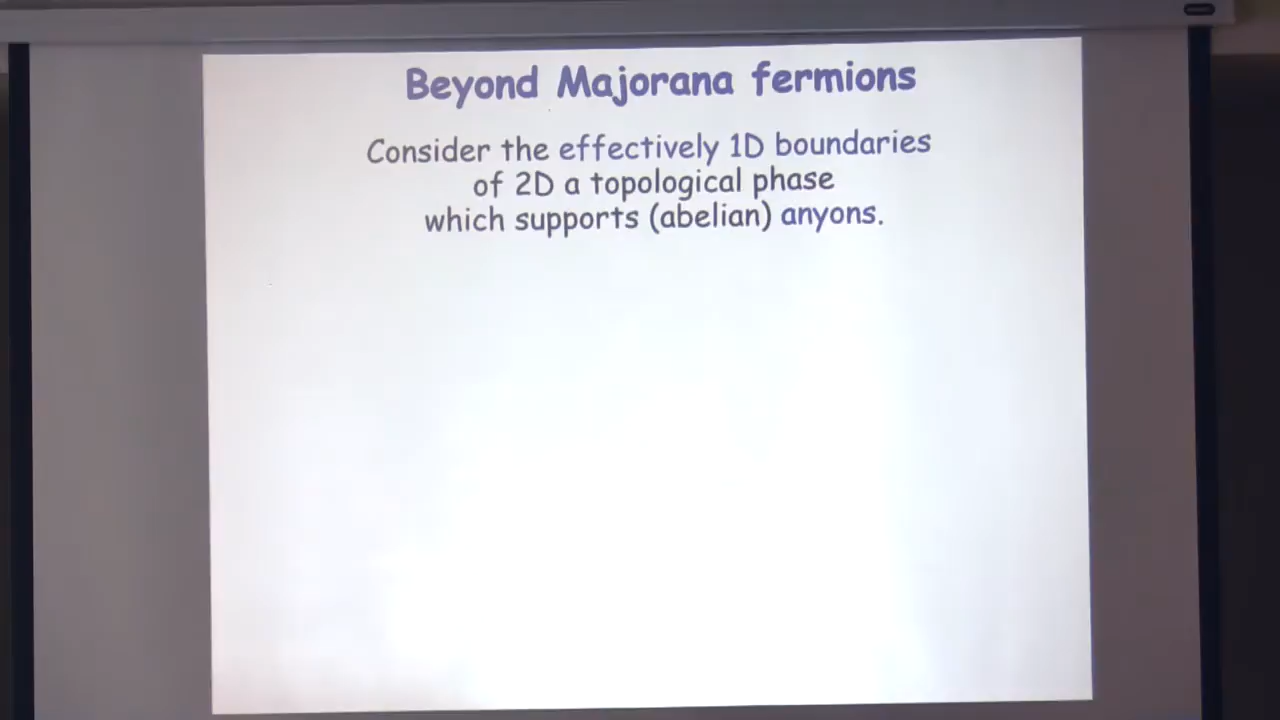 Beyond Majorana fermions
Consider the effectively 1D boundaries
of 2D a topological phase
which supports (abelian) anyons.